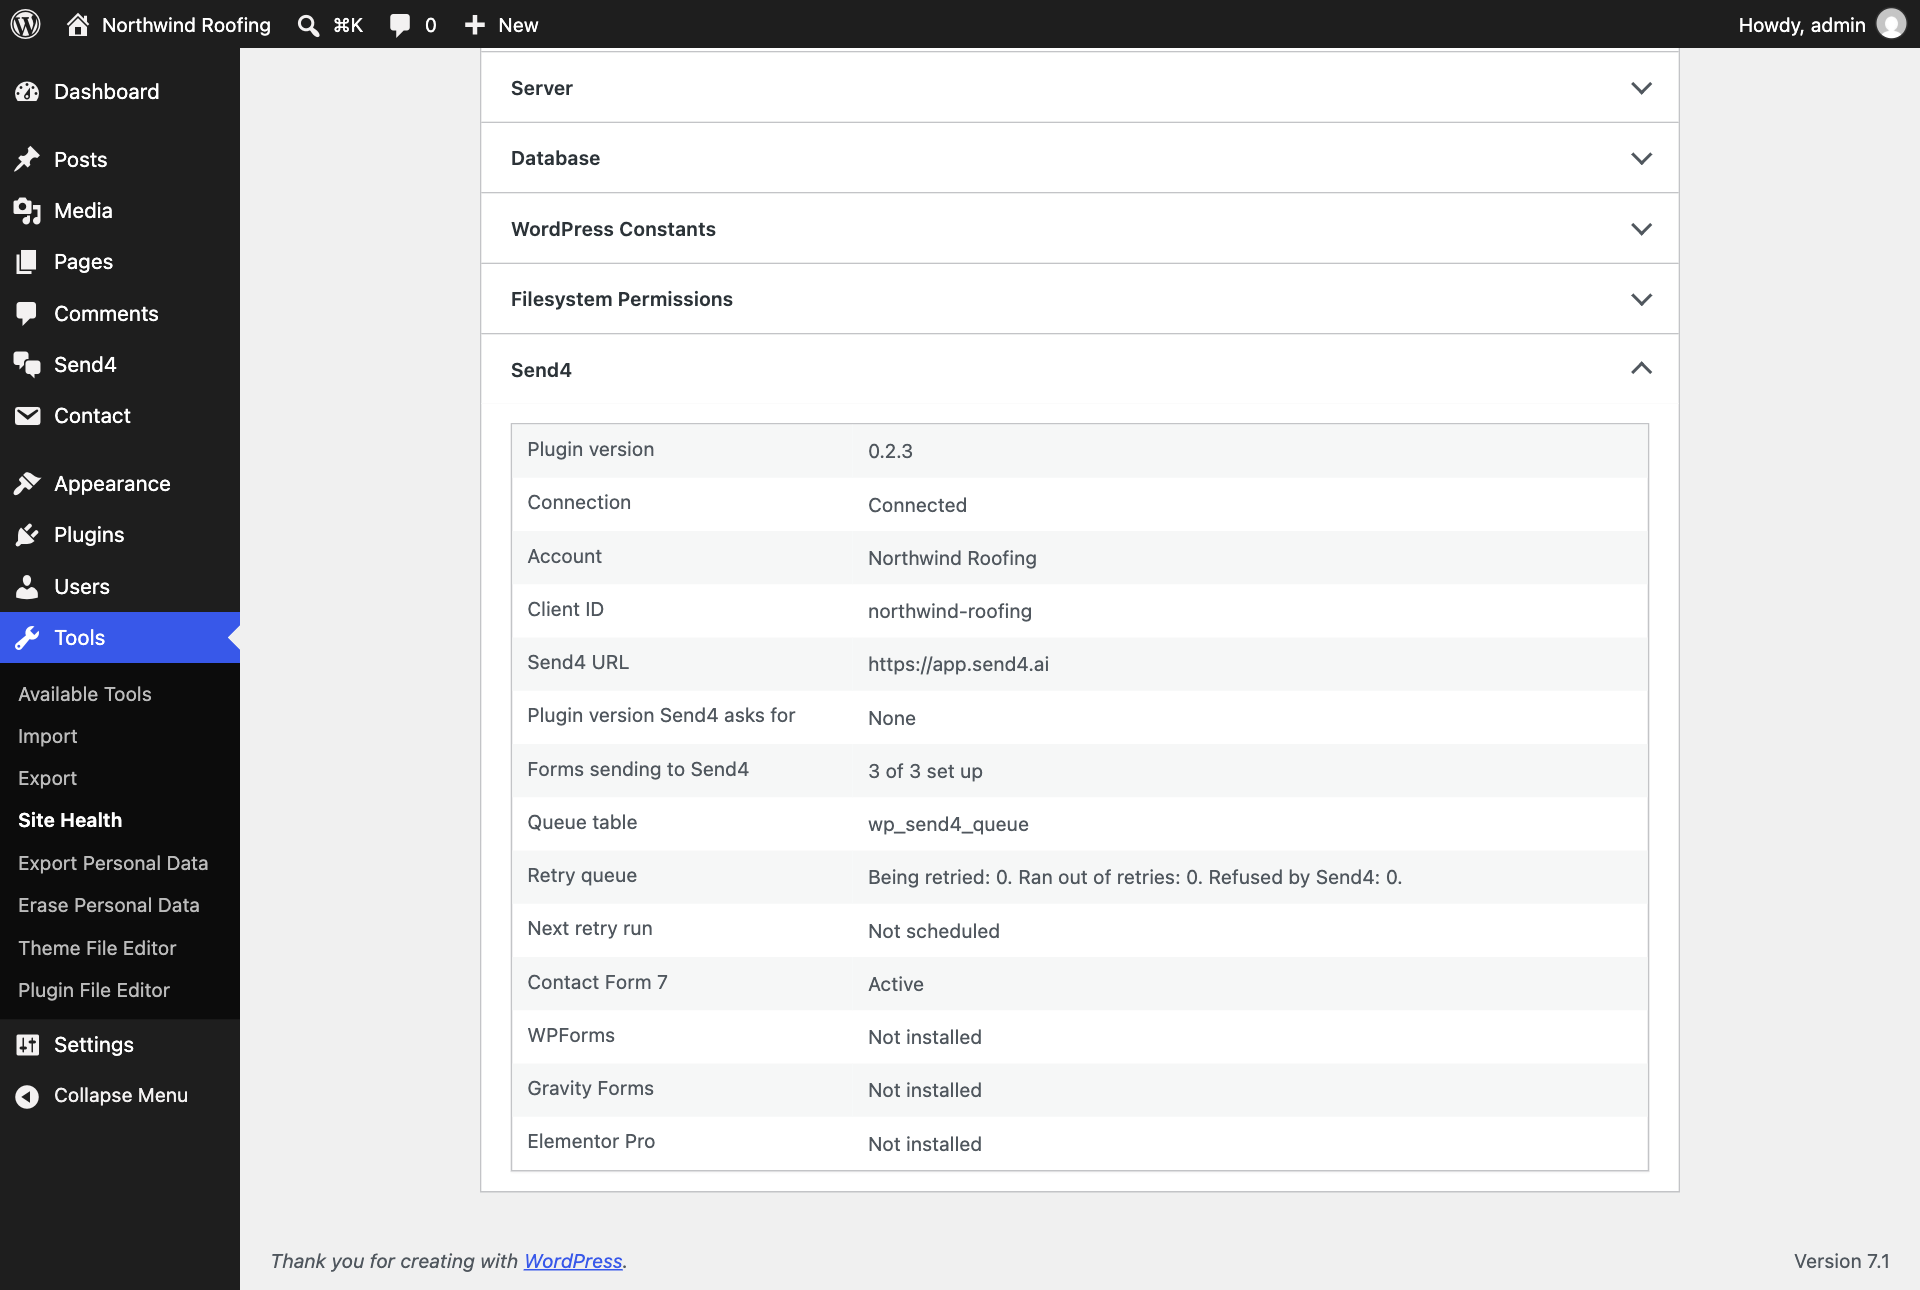 Northwind Roofing
⌘K
0
New
Howdy, admin
Dashboard
Posts
Media
Pages
Comments
Send4
Contact
Appearance
Plugins
Users
Tools
Available Tools
Import
Export
Site Health
Export Personal Data
Erase Personal Data
Theme File Editor
Plugin File Editor
Settings
Collapse Menu
Server
Database
WordPress Constants
Filesystem Permissions
Send4
Plugin version 0.2.3
Connection Connected
Account Northwind Roofing
Client ID northwind-roofing
Send4 URL https://app.send4.ai
Plugin version Send4 asks for None
Forms sending to Send4 3 of 3 set up
Queue table wp_send4_queue
Retry queue Being retried: 0. Ran out of retries: 0. Refused by Send4: 0.
Next retry run Not scheduled
Contact Form 7 Active
WPForms Not installed
Gravity Forms Not installed
Elementor Pro Not installed
Thank you for creating with WordPress.
Version 7.1